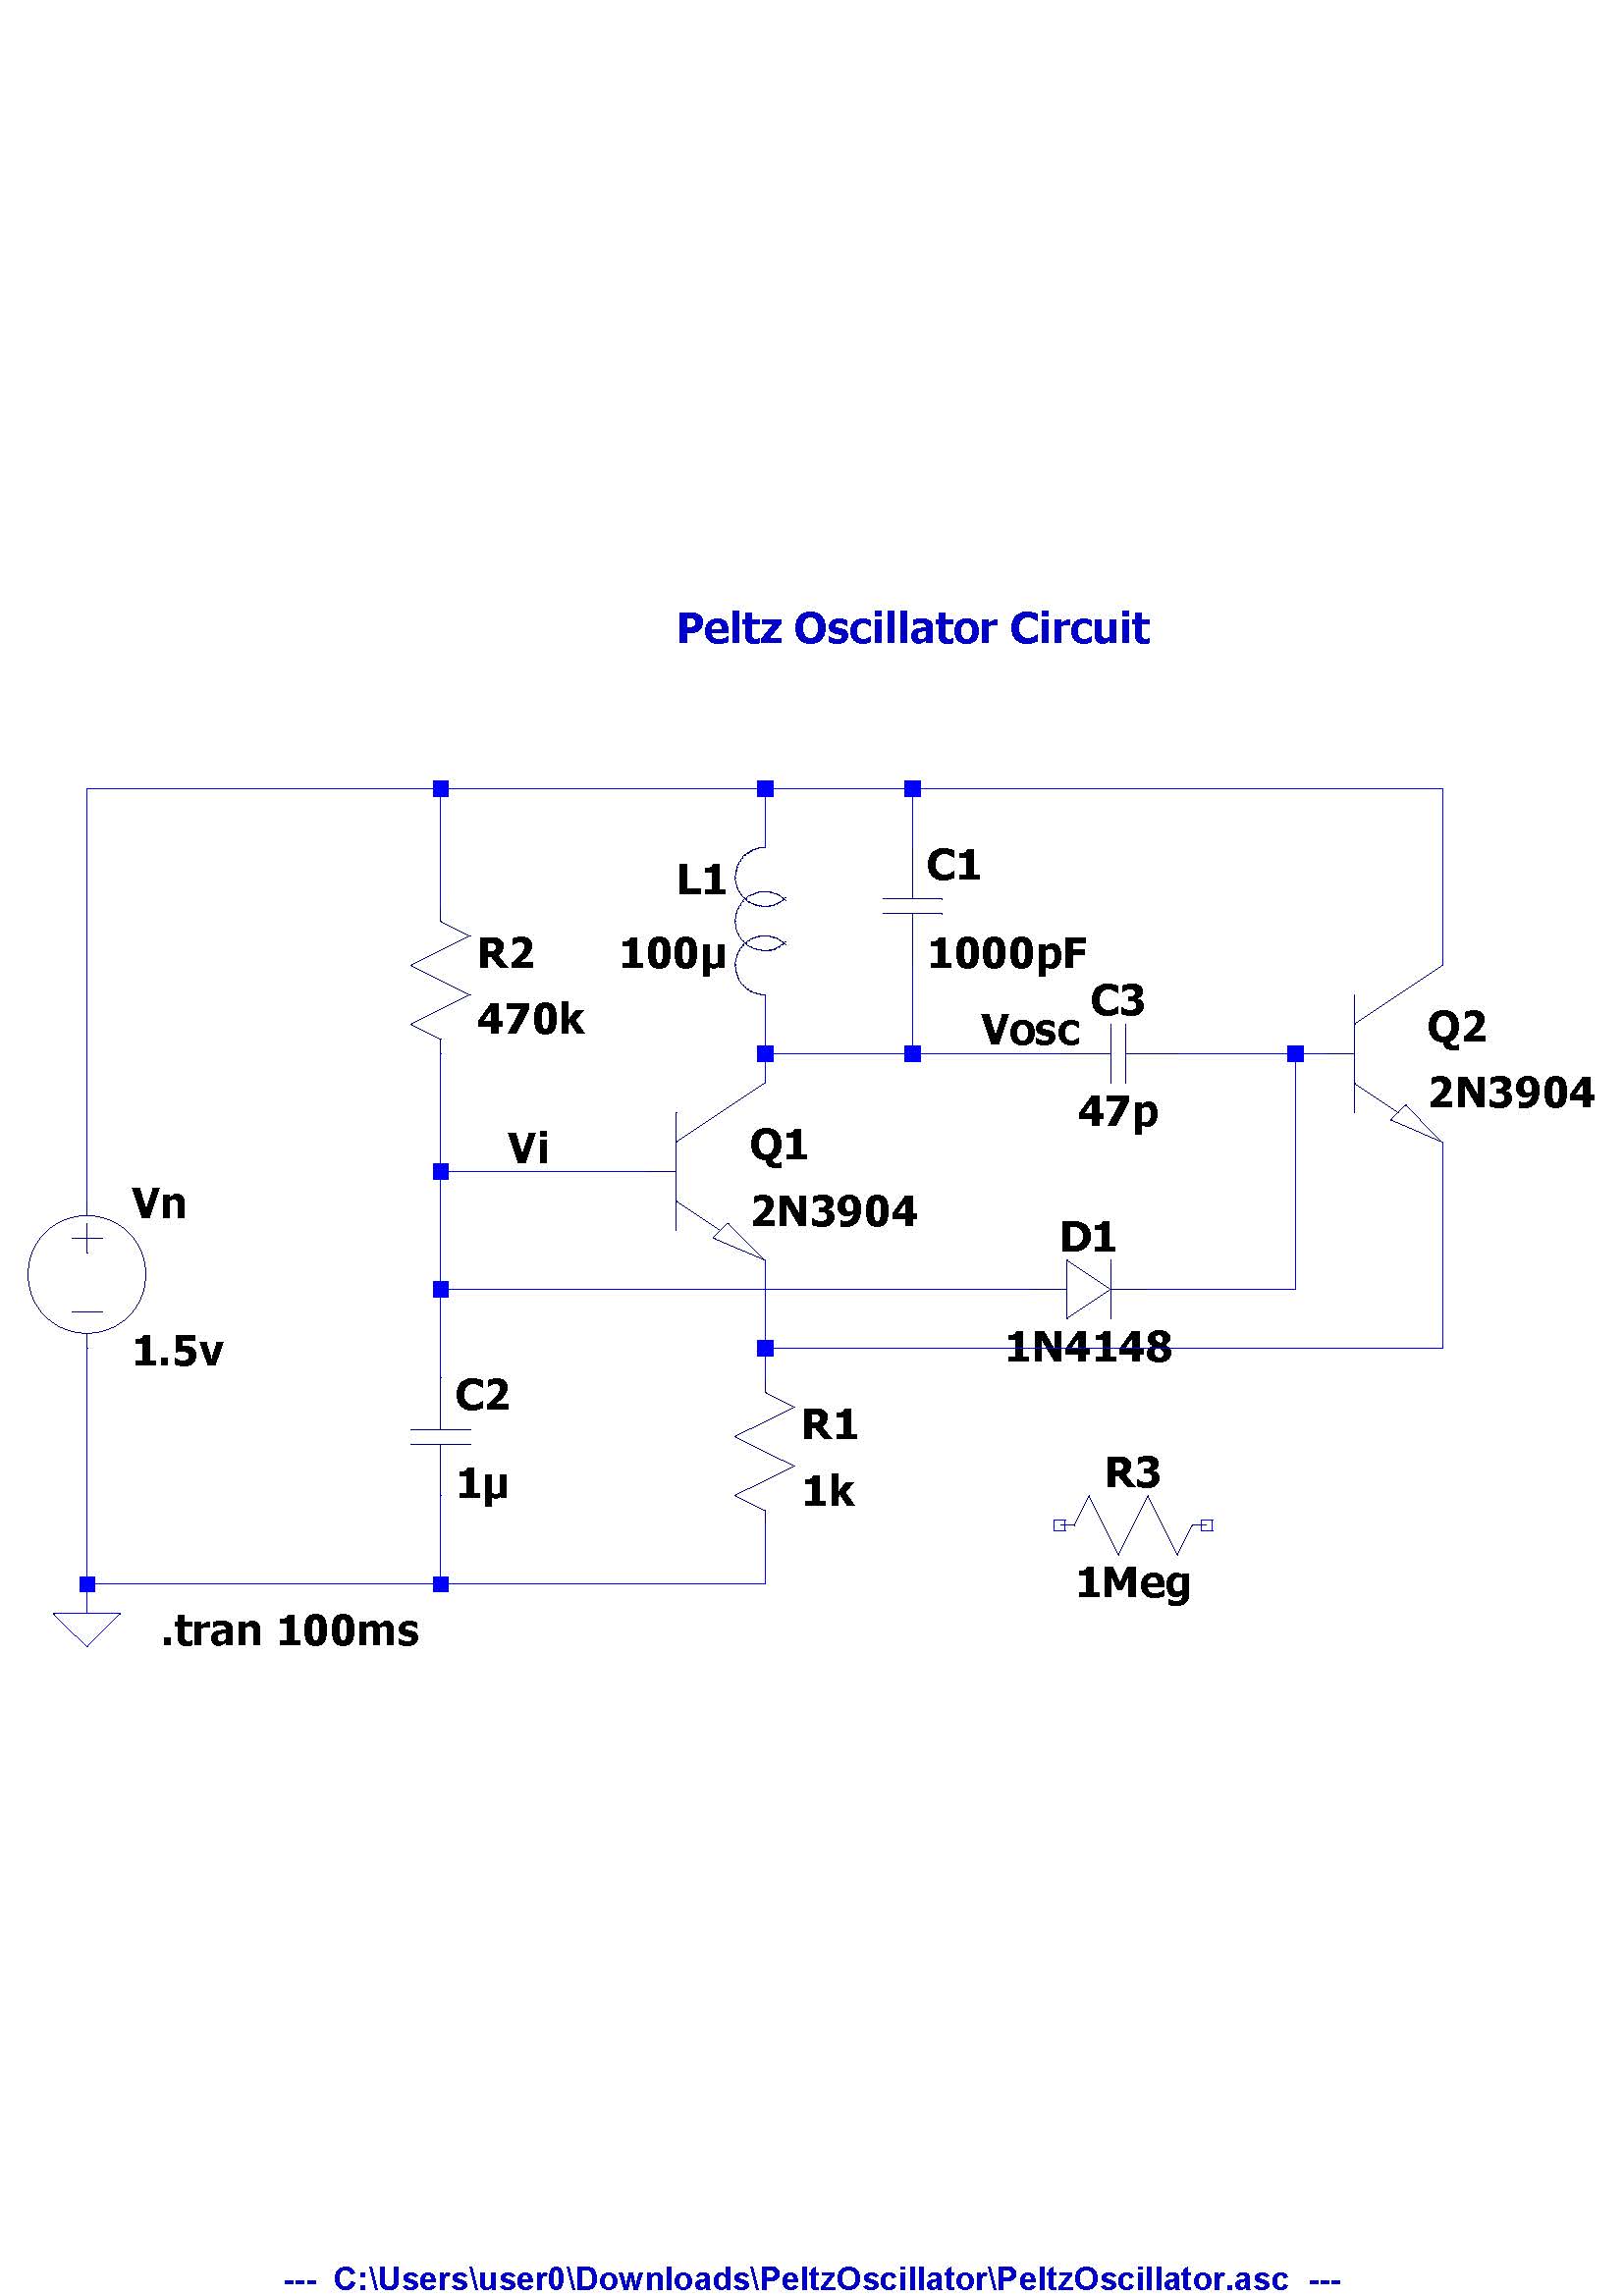 Peltz Oscillator Circuit
L1
100µ
C1
1000pF
R2
470k
C3
47p
Vosc
Q2
2N3904
Vi
Q1
2N3904
Vn
1.5v
D1
1N4148
C2
1µ
R1
1k
R3
1Meg
.tran 100ms
--- C:\Users\user0\Downloads\PeltzOscillator\PeltzOscillator.asc ---